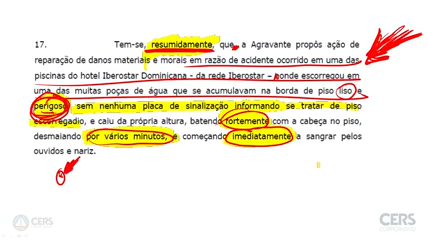 17. Tem-se, resumidamente, que, a Agravante propôs ação de
reparação de danos materiais e morais em razão de acidente ocorrido em uma das
piscinas do hotel Iberostar Dominicana - da rede Iberostar – onde escorregou em
uma das muitas poças de água que se acumulavam na borda de piso liso e
perigoso, sem nenhuma placa de sinalização informando se tratar de piso
escorregadio, e caiu da própria altura, batendo fortemente com a cabeça no piso,
desmaiando por vários minutos, e começando imediatamente a sangrar pelos
ouvidos e nariz.
CERS
CERS